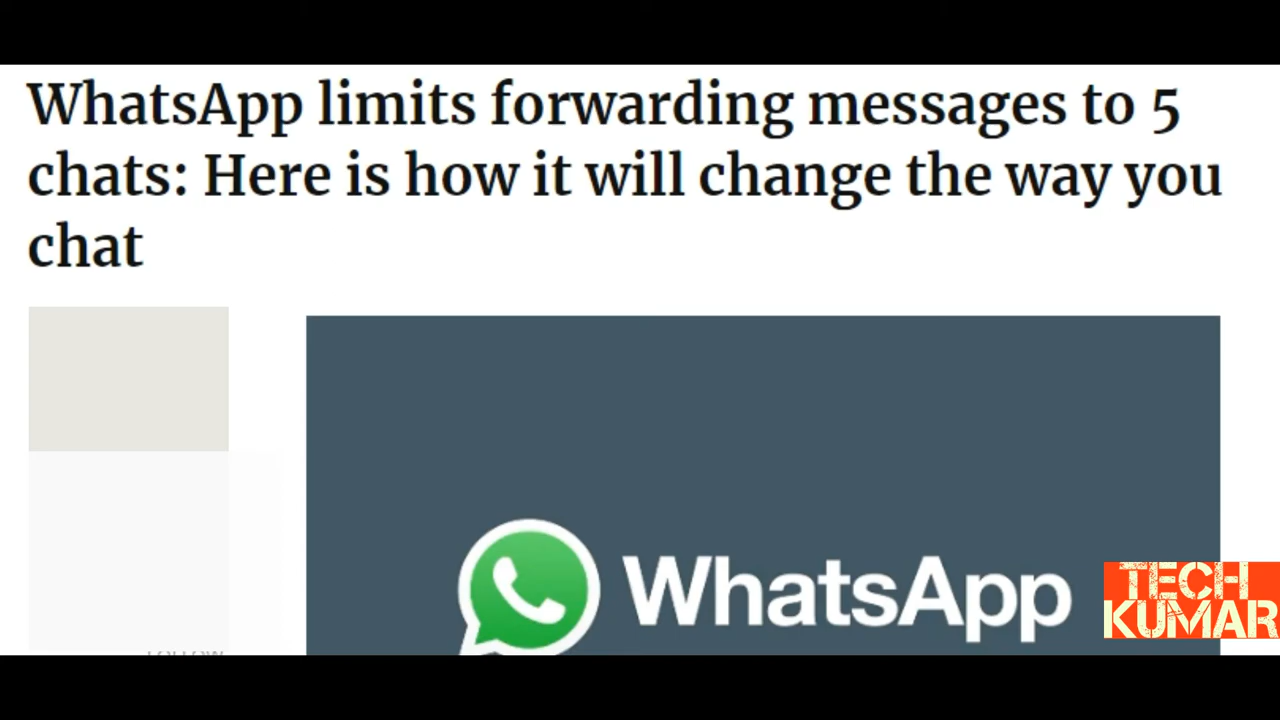 WhatsApp limits forwarding messages to 5
chats: Here is how it will change the way you
chat
WhatsApp
TECH
KUMAR